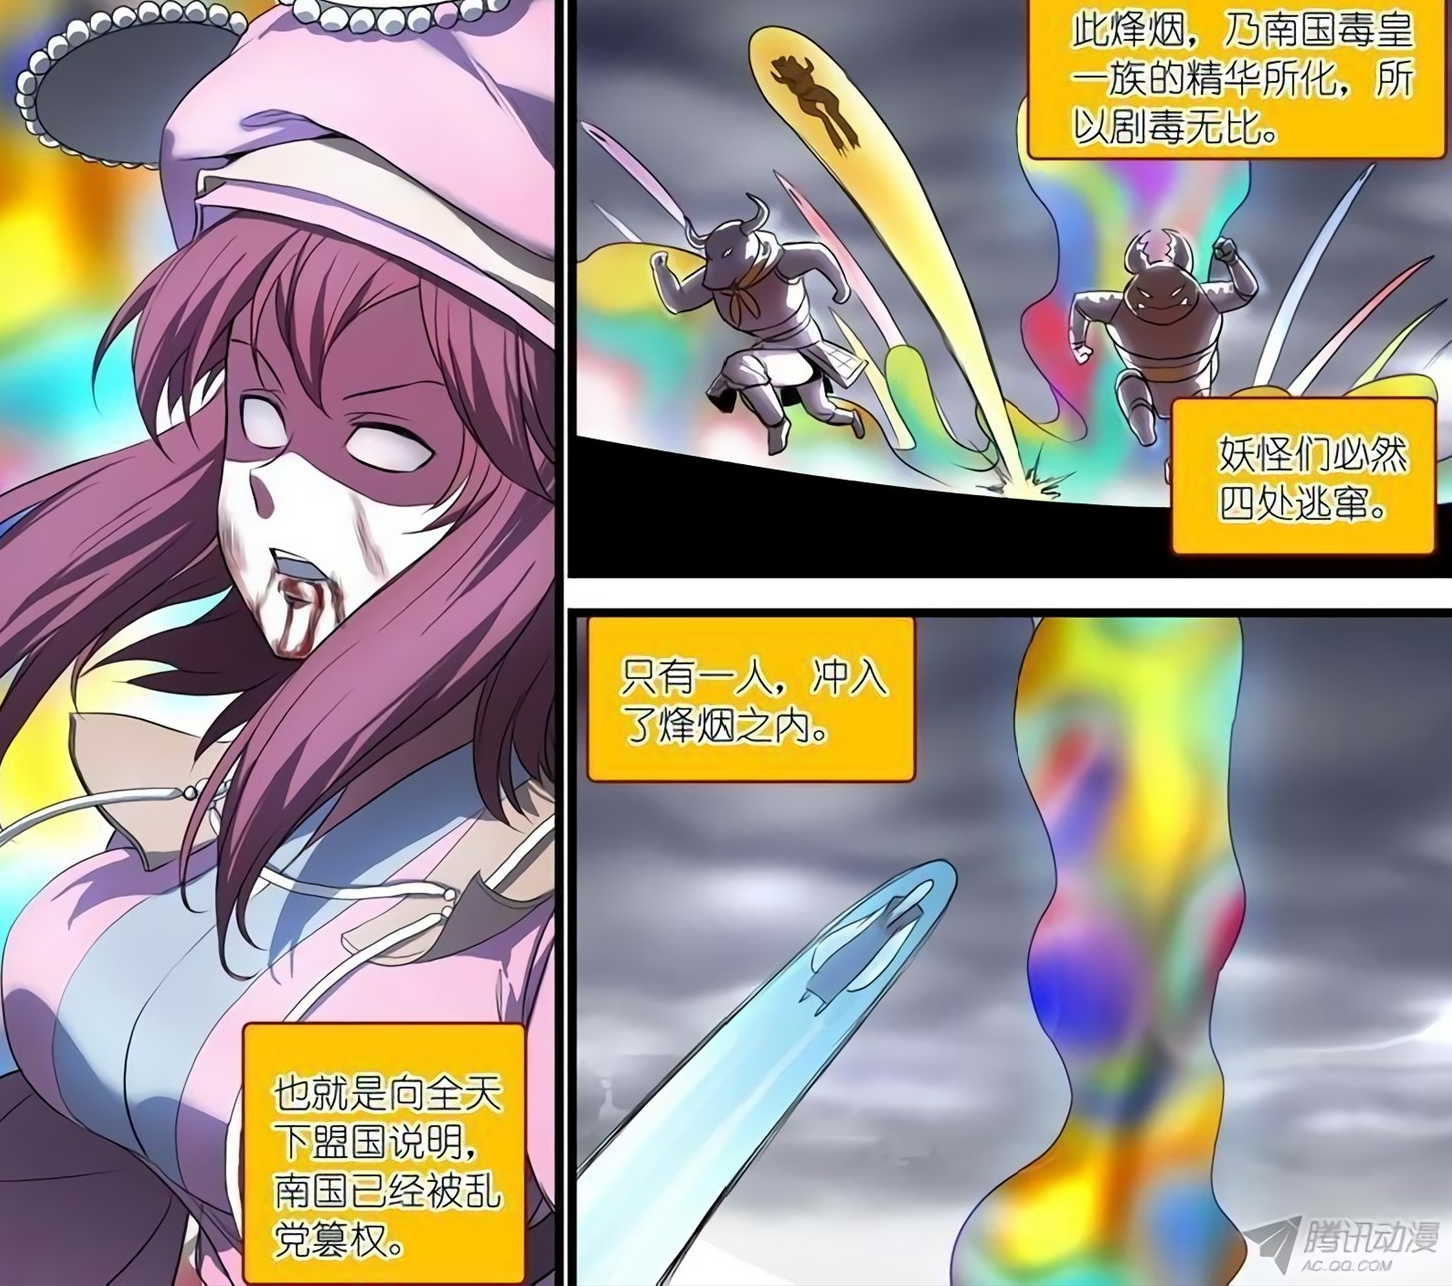 此烽烟，乃南国毒皇
一族的精华所化，所
以剧毒无比。
妖怪们必然
四处逃窜。
只有一人，冲入
了烽烟之内。
也就是向全天
下盟国说明，
南国已经被乱
党篡权。
腾讯动漫
AC.QQ.COM